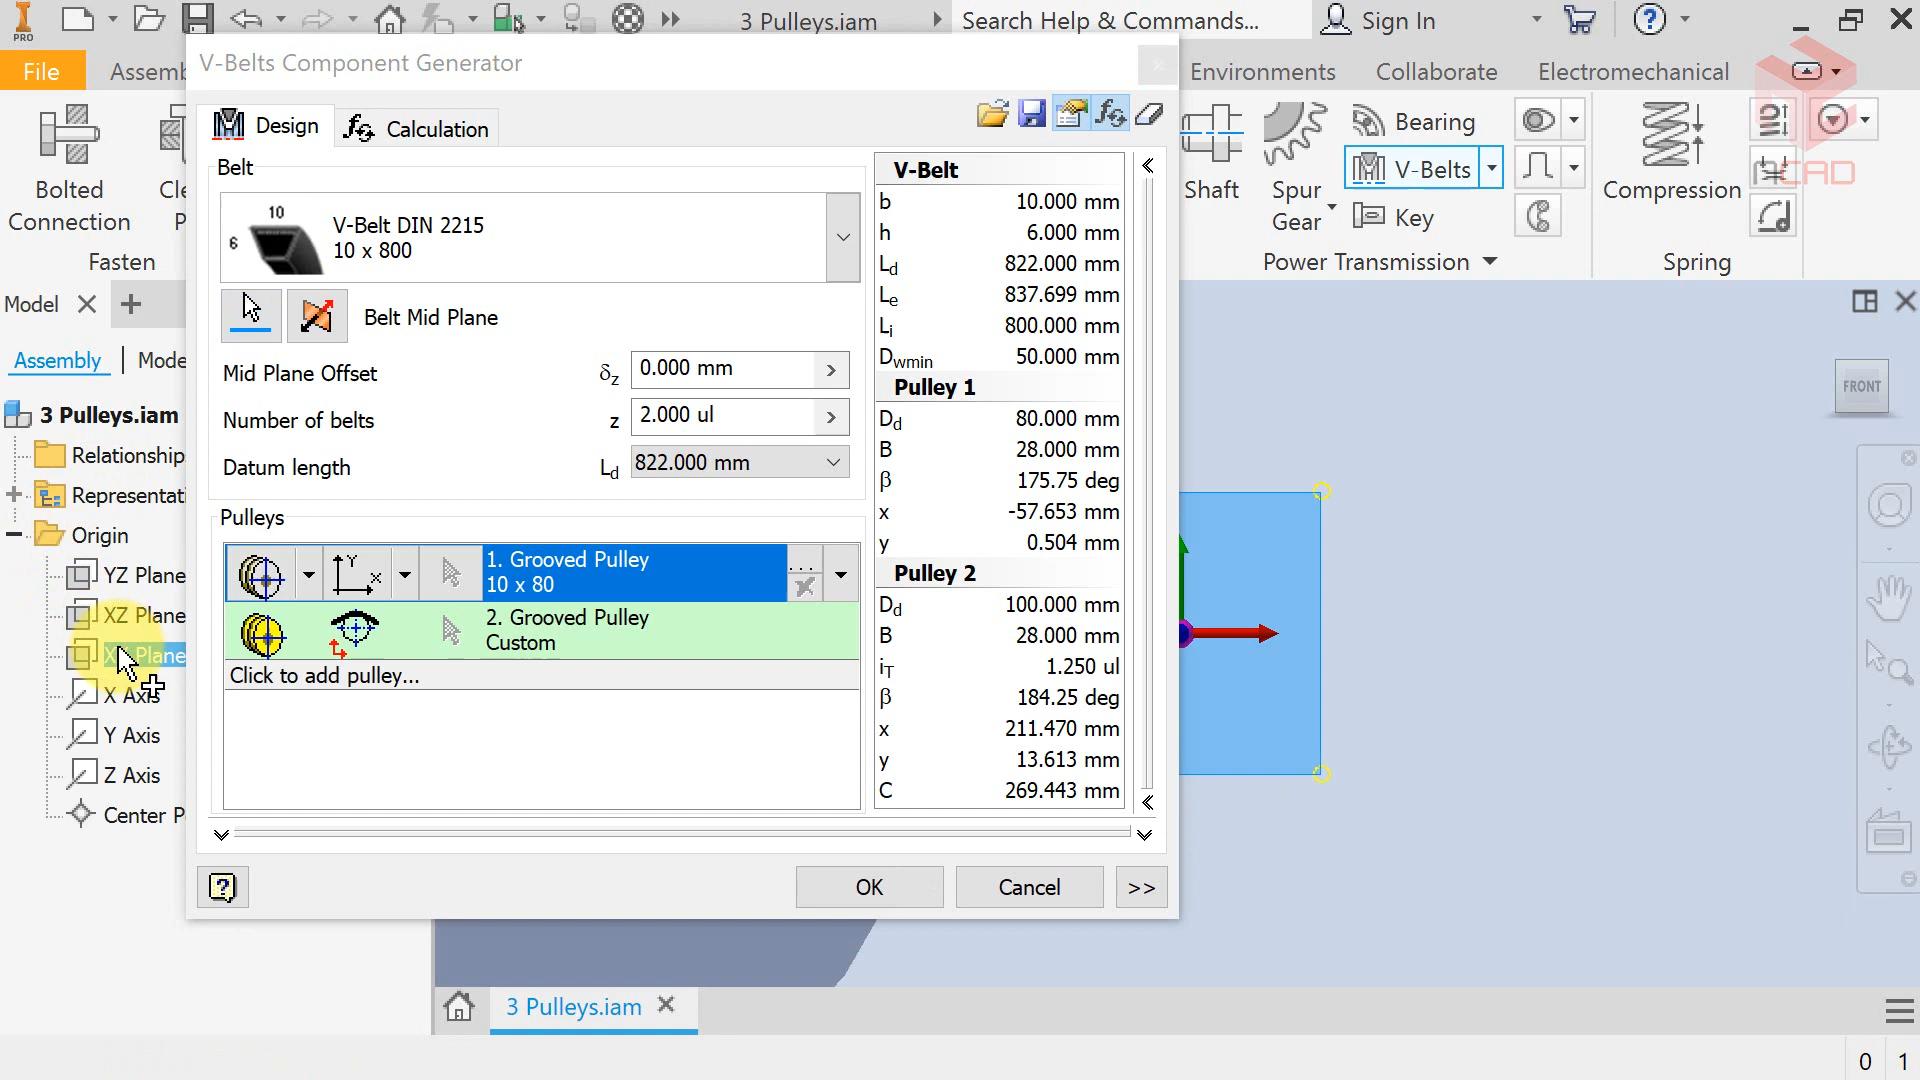 PRO
3 Pulleys.iam
Search Help & Commands...
Sign In
File
Assemb
V-Belts Component Generator
Environments
Collaborate
Electromechanical
Design
Calculation
Belt
10
6
V-Belt DIN 2215
10 x 800
Belt Mid Plane
Mid Plane Offset
δz
0.000 mm
Number of belts
z
2.000 ul
Datum length
Ld
822.000 mm
Pulleys
1. Grooved Pulley
10 x 80
2. Grooved Pulley
Custom
Click to add pulley...
V-Belt
b 10.000 mm
h 6.000 mm
Ld 822.000 mm
Le 837.699 mm
Li 800.000 mm
Dwmin 50.000 mm
Pulley 1
Dd 80.000 mm
B 28.000 mm
β 175.75 deg
x -57.653 mm
y 0.504 mm
Pulley 2
Dd 100.000 mm
B 28.000 mm
iT 1.250 ul
β 184.25 deg
x 211.470 mm
y 13.613 mm
C 269.443 mm
OK
Cancel
>>
Bolted
Connection
Cle
P
Fasten
Model
Assembly
Mode
3 Pulleys.iam
Relationship
Representati
Origin
YZ Plane
XZ Plane
Plane
X Axis
Y Axis
Z Axis
Center P
Shaft
Spur
Gear
Bearing
V-Belts
Key
Power Transmission
Compression
Spring
CAD
FRONT
3 Pulleys.iam
0 1